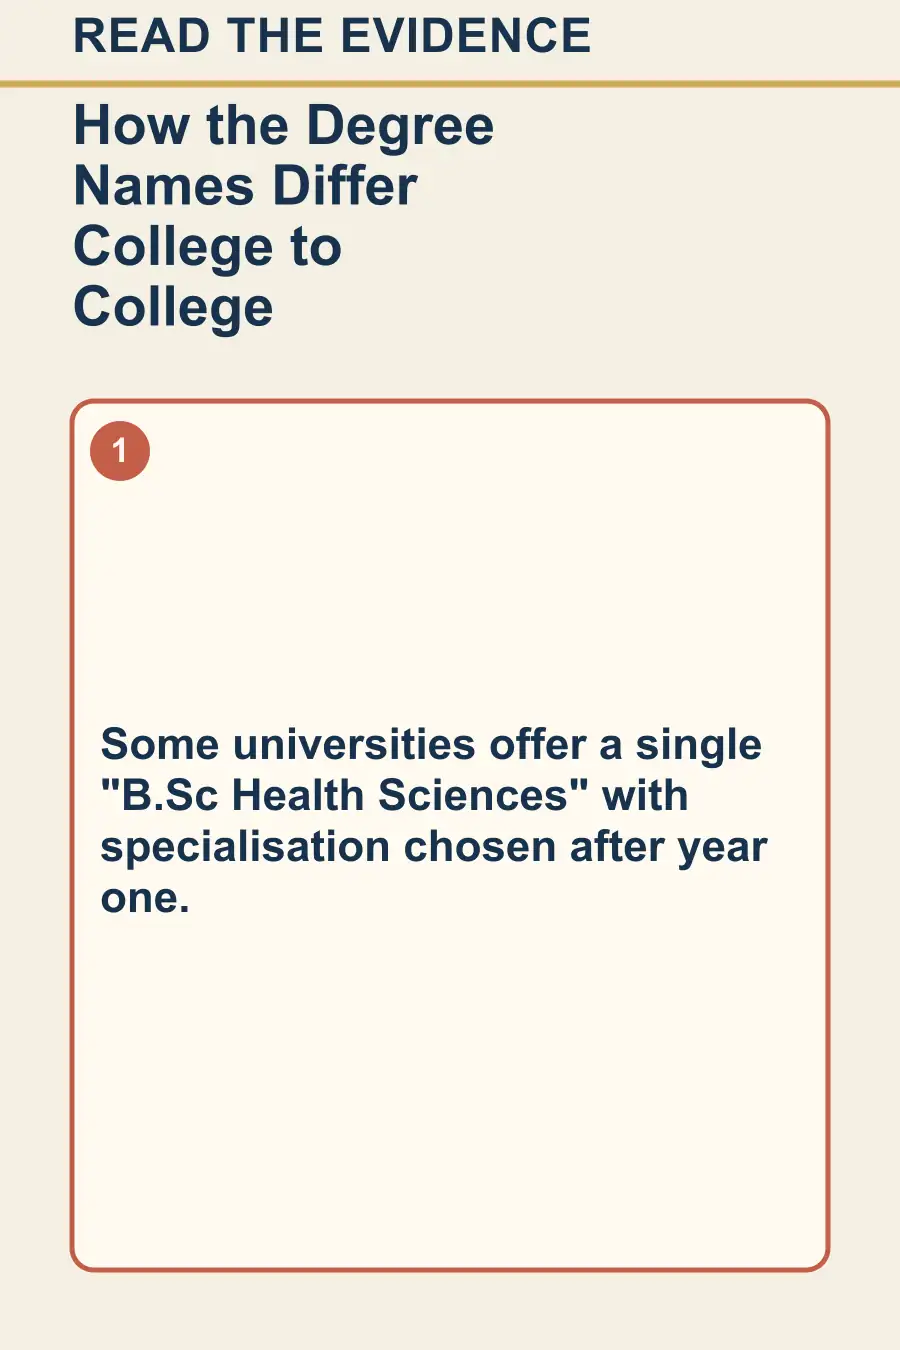 READ THE EVIDENCE
How the Degree
Names Differ
College to
College
1
Some universities offer a single
"B.Sc Health Sciences" with
specialisation chosen after year
one.